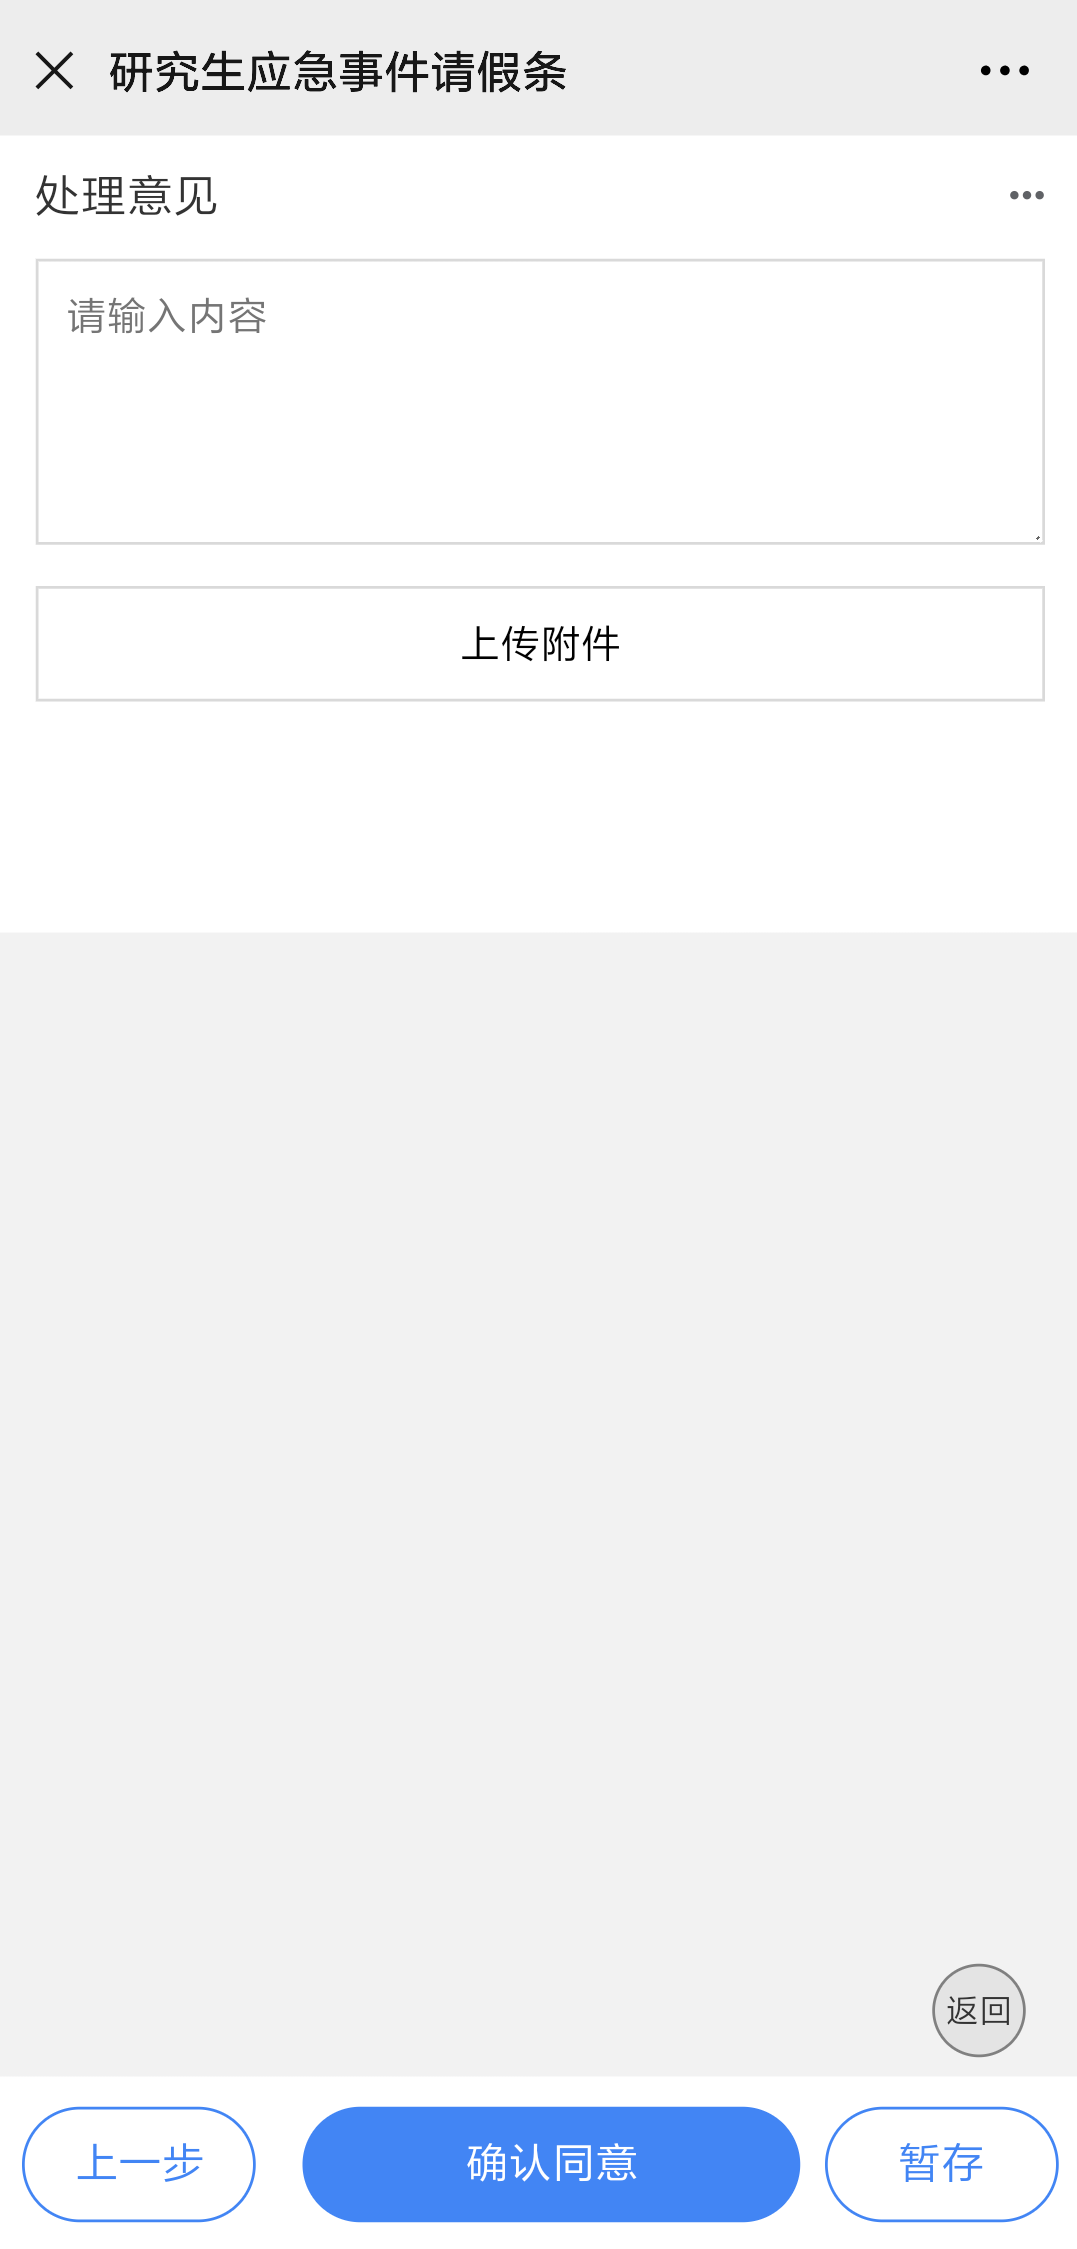 研究生应急事件请假条
处理意见
请输入内容
上传附件
返回
上一步
确认同意
暂存